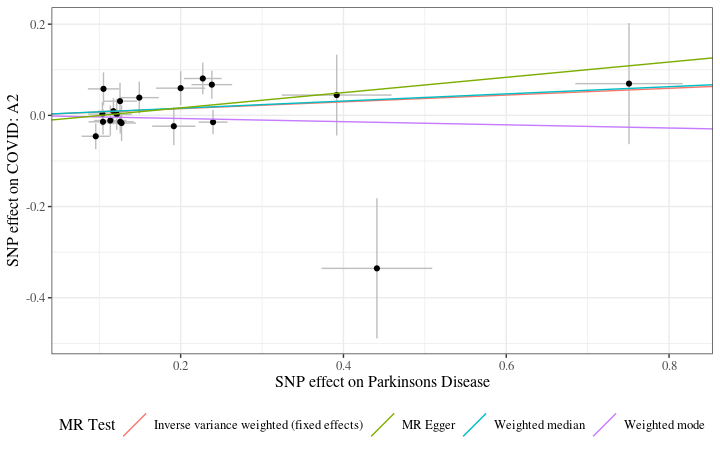 0.2
0.0
-0.2
-0.4
SNP effect on COVID: A2
0.2 0.4 0.6 0.8
SNP effect on Parkinsons Disease
MR Test Inverse variance weighted (fixed effects) MR Egger Weighted median Weighted mode